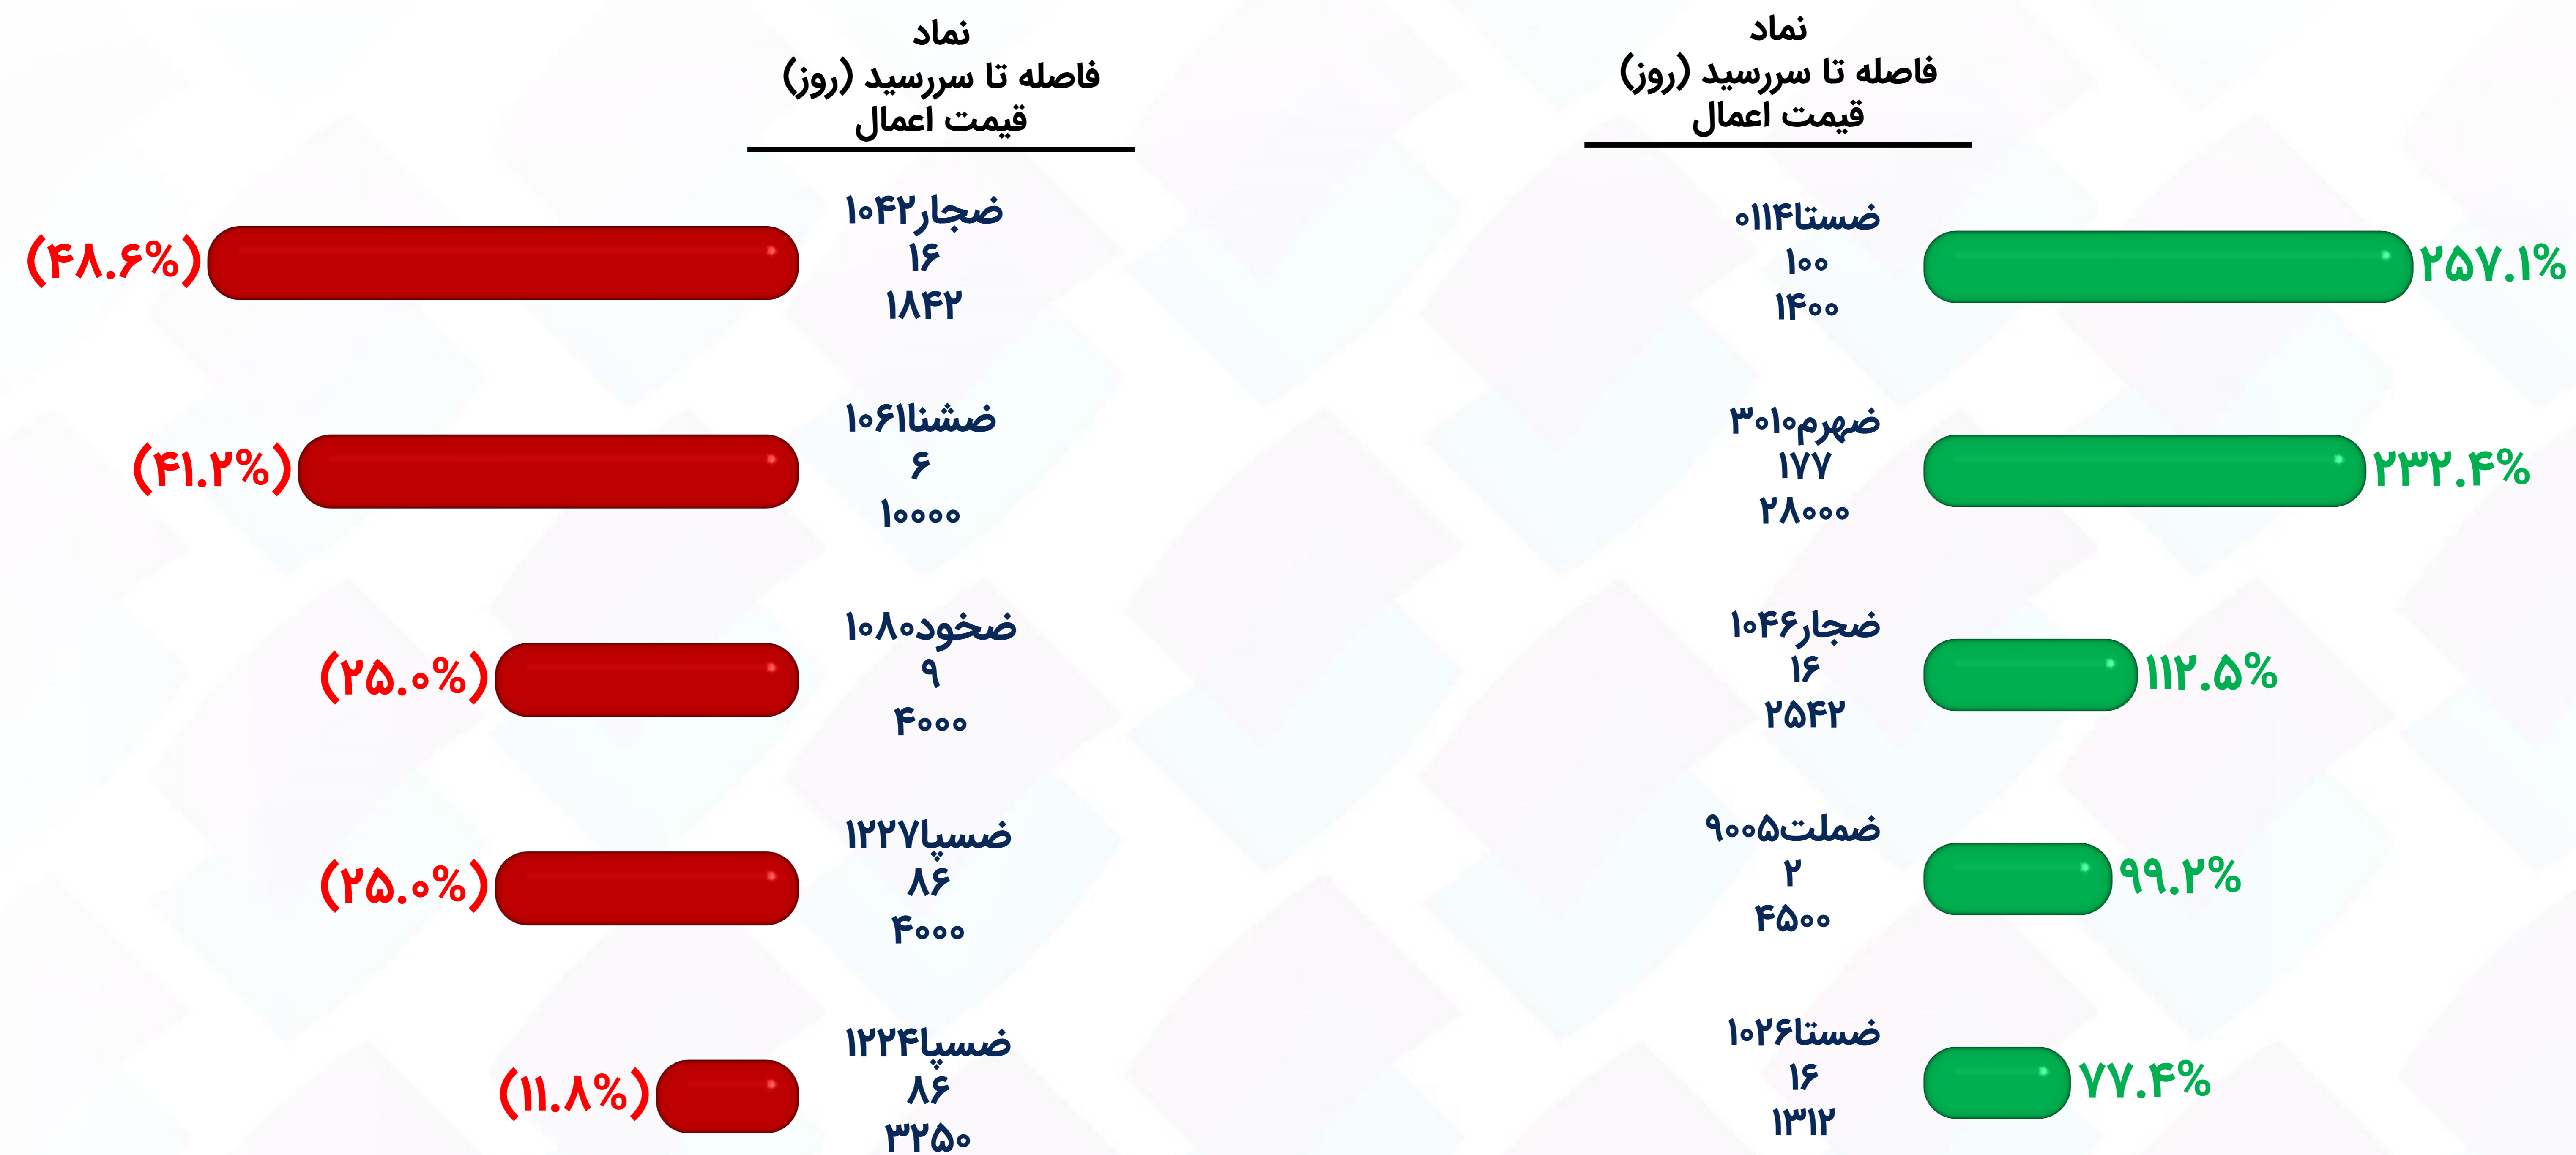 نماد
فاصله تا سررسید (روز)
قیمت اعمال
ضستا۰۱۱۴
۱۰۰
۱۴۰۰
۲۵۷.۱%
ضهرم۳۰۱۰
۱۷۷
۲۸۰۰۰
۲۳۲.۴%
ضجار۱۰۴۶
۱۶
۲۵۴۲
۱۱۲.۵%
ضملت۹۰۰۵
۲
۴۵۰۰
۹۹.۲%
ضستا۱۰۲۶
۱۶
۱۳۱۲
۷۷.۴%
نماد
فاصله تا سررسید (روز)
قیمت اعمال
ضجار۱۰۴۲
۱۶
۱۸۴۲
(۴۸.۶%)
ضشنا۱۰۶۱
۶
۱۰۰۰۰
(۴۱.۲%)
ضخود۱۰۸۰
۹
۴۰۰۰
(۲۵.۰%)
ضسپا۱۲۲۷
۸۶
۴۰۰۰
(۲۵.۰%)
ضسپا۱۲۲۴
۸۶
۳۲۵۰
(۱۱.۸%)